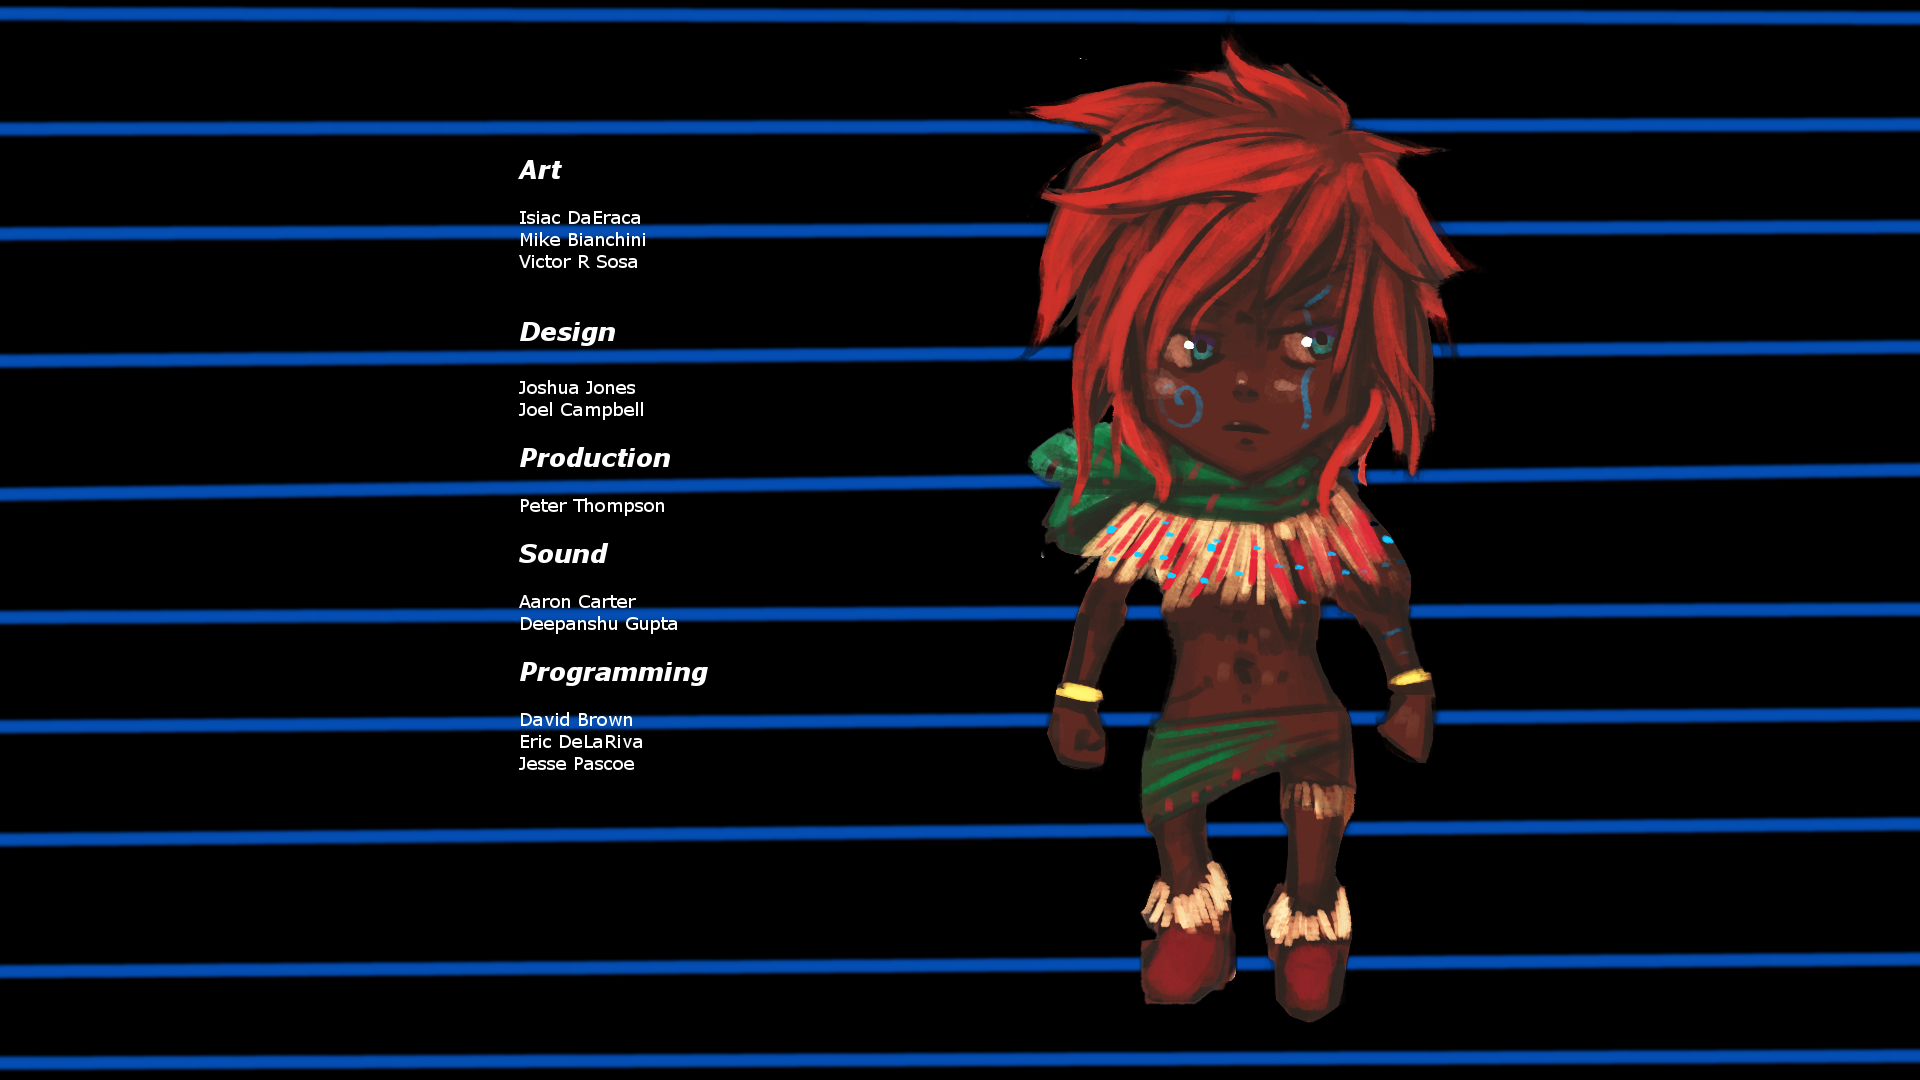 Art
Isiac DaEraca
Mike Bianchini
Victor R Sosa
Design
Joshua Jones
Joel Campbell
Production
Peter Thompson
Sound
Aaron Carter
Deepanshu Gupta
Programming
David Brown
Eric DeLaRiva
Jesse Pascoe